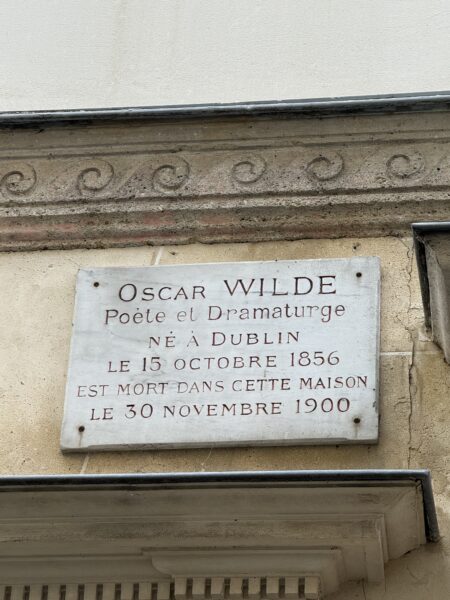 OSCAR WILDE
Poète et Dramaturge
NÉ À DUBLIN
LE 15 OCTOBRE 1856
EST MORT DANS CETTE MAISON
LE 30 NOVEMBRE 1900